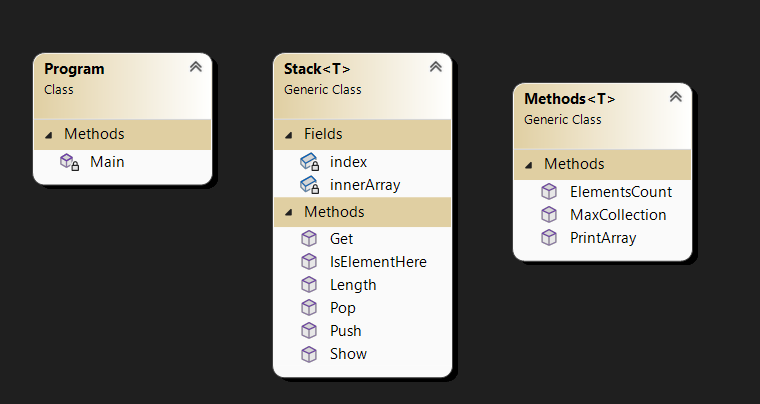 Program
Class
Methods
Main
Stack<T>
Generic Class
Fields
index
innerArray
Methods
Get
IsElementHere
Length
Pop
Push
Show
Methods<T>
Generic Class
Methods
ElementsCount
MaxCollection
PrintArray